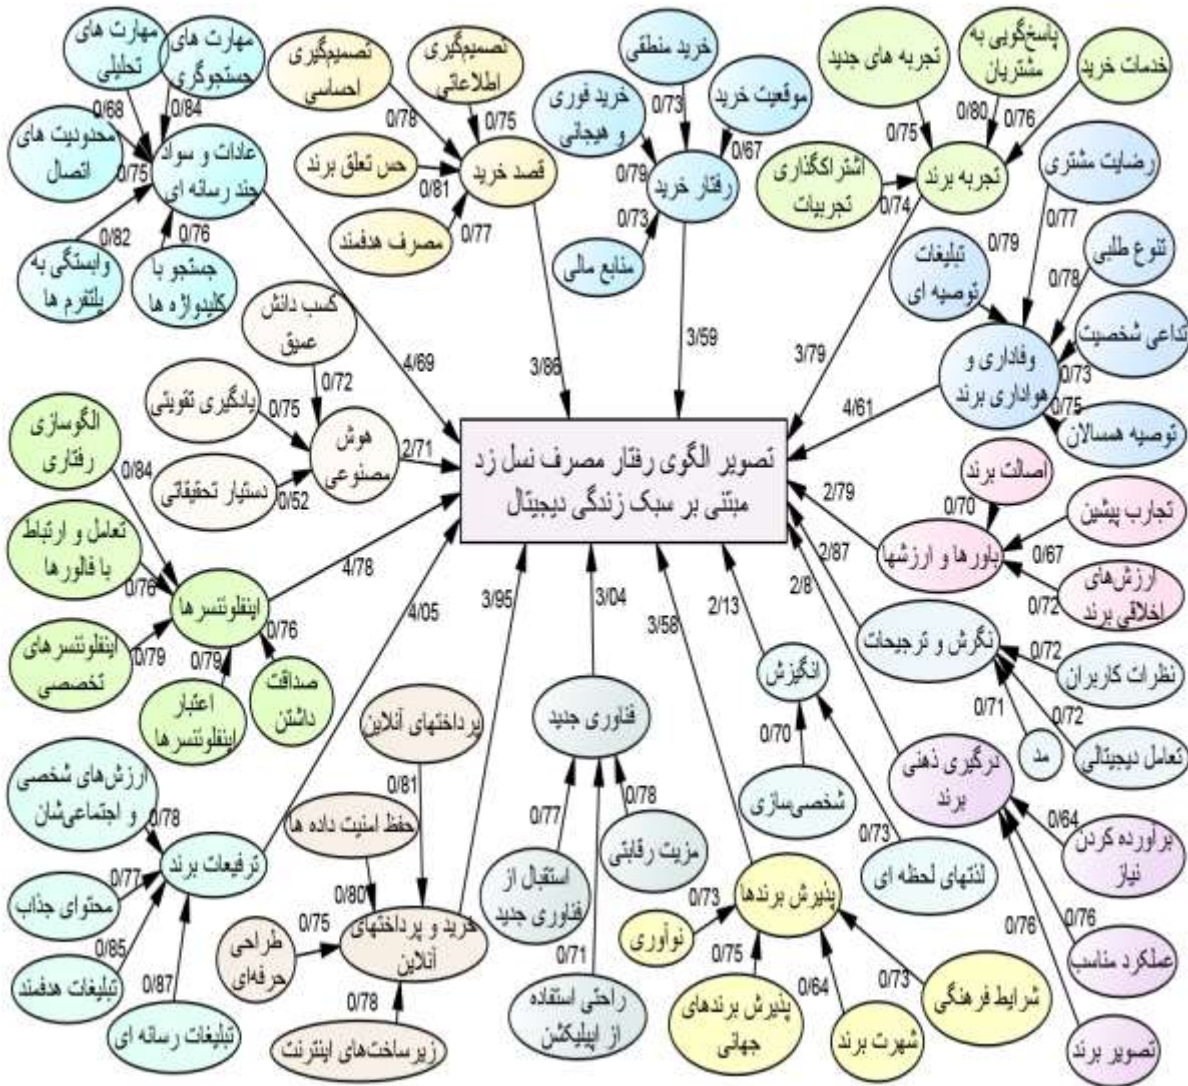 مهارت های
تحلیلی
مهارت های
جستجوگری
0/68
0/84
محدودیت های
اتصال
0/75
عادات و سواد
چند رسانه ای
0/82
0/76
وابستگی به
پلتفرم ها
جستجو با
کلیدواژه ها
4/69
تصمیم‌گیری
احساسی
تصمیم‌گیری
اطلاعاتی
0/78
0/75
حس تعلق برند
0/81
قصد خرید
مصرف هدفمند
0/77
3/86
خرید منطقی
خرید فوری
و هیجانی
موقعیت خرید
0/73
0/67
0/79
رفتار خرید
0/73
منابع مالی
3/59
تجربه های جدید
پاسخ‌گویی به
مشتریان
خدمات خرید
0/80
0/76
0/75
تجربه برند
اشتراکگذاری
تجربیات
0/74
3/79
رضایت مشتری
0/77
تبلیغات
توصیه ای
0/79
تنوع طلبی
0/78
تداعی شخصیت
0/73
وفاداری و
هواداری برند
0/75
توصیه همسالان
4/61
کسب دانش
عمیق
0/72
یادگیری تقویتی
0/75
هوش
مصنوعی
دستیار تحقیقاتی
0/52
2/71
تصویر الگوی رفتار مصرف نسل زد
مبتنی بر سبک زندگی دیجیتال
اصالت برند
0/70
تجارب پیشین
0/67
باورها و ارزشها
ارزش‌های
اخلاقی برند
0/72
2/79
الگوسازی
رفتاری
0/84
تعامل و ارتباط
با فالورها
0/76
اینفلوئنسرها
اینفلوئنسرهای
تخصصی
0/79
0/79
0/76
اعتبار
اینفلوئنسرها
صداقت
داشتن
4/78
2/87
نگرش و ترجیحات
0/72
نظرات کاربران
0/71
0/72
مد
تعامل دیجیتالی
ارزش‌های شخصی
و اجتماعی‌شان
0/78
ترفیعات برند
محتوای جذاب
0/77
تبلیغات هدفمند
0/85
0/87
تبلیغات رسانه ای
4/05
پرداختهای آنلاین
0/81
حفظ امنیت داده ها
0/80
0/75
طراحی
حرفه‌ای
خرید و پرداختهای
آنلاین
0/78
زیرساخت‌های اینترنت
3/95
فناوری جدید
0/77
0/78
استقبال از
فناوری جدید
مزیت رقابتی
0/71
راحتی استفاده
از اپلیکشن
3/04
انگیزش
0/70
شخصی‌سازی
0/73
لذتهای لحظه ای
2/13
پذیرش برندها
0/73
نوآوری
0/75
0/64
0/73
پذیرش برندهای
جهانی
شهرت برند
شرایط فرهنگی
3/58
درگیری ذهنی
برند
0/64
برآورده کردن
نیاز
0/76
0/76
عملکرد مناسب
تصویر برند
2/8